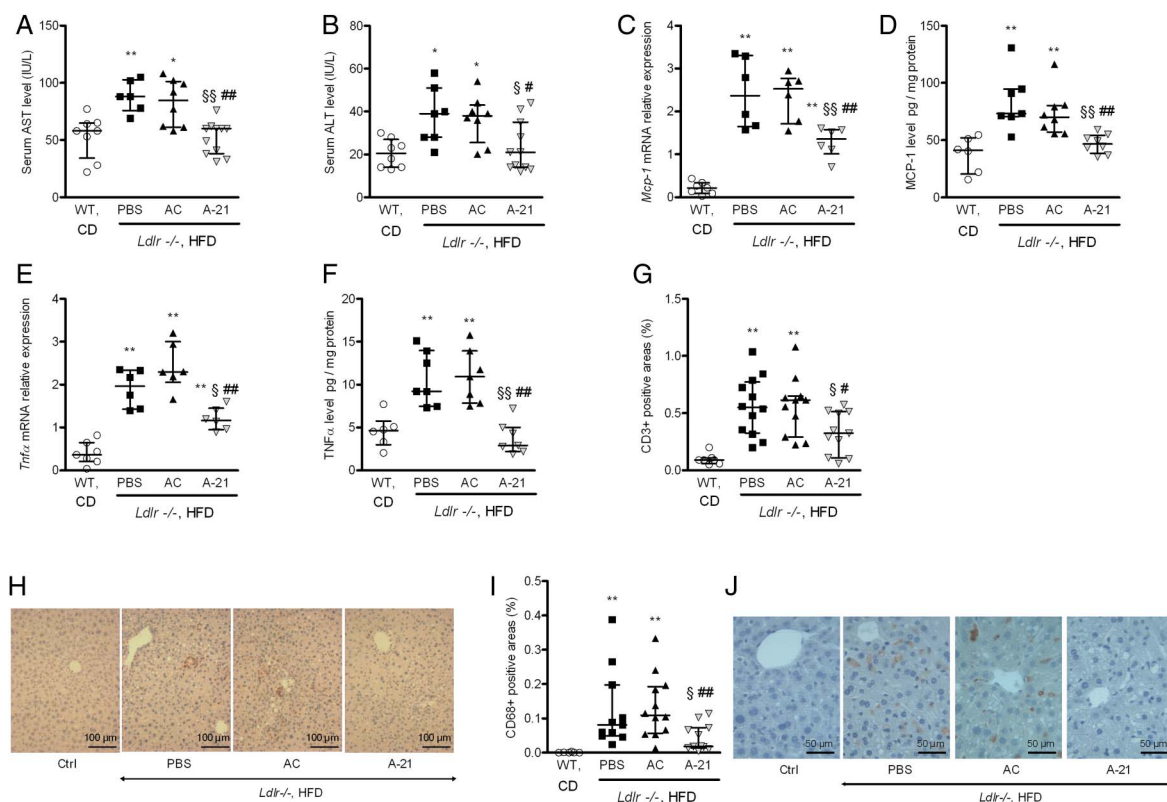 A
Serum AST level (IU/L)
150
100
50
0
**
*
§§ ##
WT,
CD
PBS
AC
A-21
Ldlr -/-, HFD
B
Serum ALT level (IU/L)
80
60
40
20
0
*
*
§ #
WT,
CD
PBS
AC
A-21
Ldlr -/-, HFD
C
Mcp-1 mRNA relative expression
4
3
2
1
0
**
**
** §§ ##
WT,
CD
PBS
AC
A-21
Ldlr -/-, HFD
D
MCP-1 level pg / mg protein
150
100
50
0
**
**
§§ ##
WT,
CD
PBS
AC
A-21
Ldlr -/-, HFD
E
Tnfα mRNA relative expression
4
3
2
1
0
**
**
** § ##
WT,
CD
PBS
AC
A-21
Ldlr -/-, HFD
F
TNFα level pg / mg protein
20
15
10
5
0
**
**
§§ ##
WT,
CD
PBS
AC
A-21
Ldlr -/-, HFD
G
CD3+ positive areas (%)
1.5
1.0
0.5
0.0
**
**
§ #
WT,
CD
PBS
AC
A-21
Ldlr -/-, HFD
H
100 µm
100 µm
100 µm
100 µm
Ctrl
PBS
AC
A-21
Ldlr-/-, HFD
I
CD68+ positive areas (%)
0.5
0.4
0.3
0.2
0.1
0.0
**
**
§ ##
WT,
CD
PBS
AC
A-21
Ldlr -/-, HFD
J
50 µm
50 µm
50 µm
50 µm
Ctrl
PBS
AC
A-21
Ldlr-/-, HFD